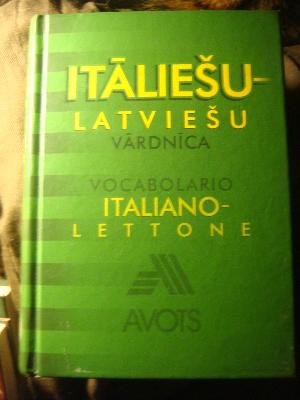 ITĀLIEŠU-
LATVIEŠU
VĀRDNĪCA
VOCABOLARIO
ITALIANO-
LETTONE
AVOTS